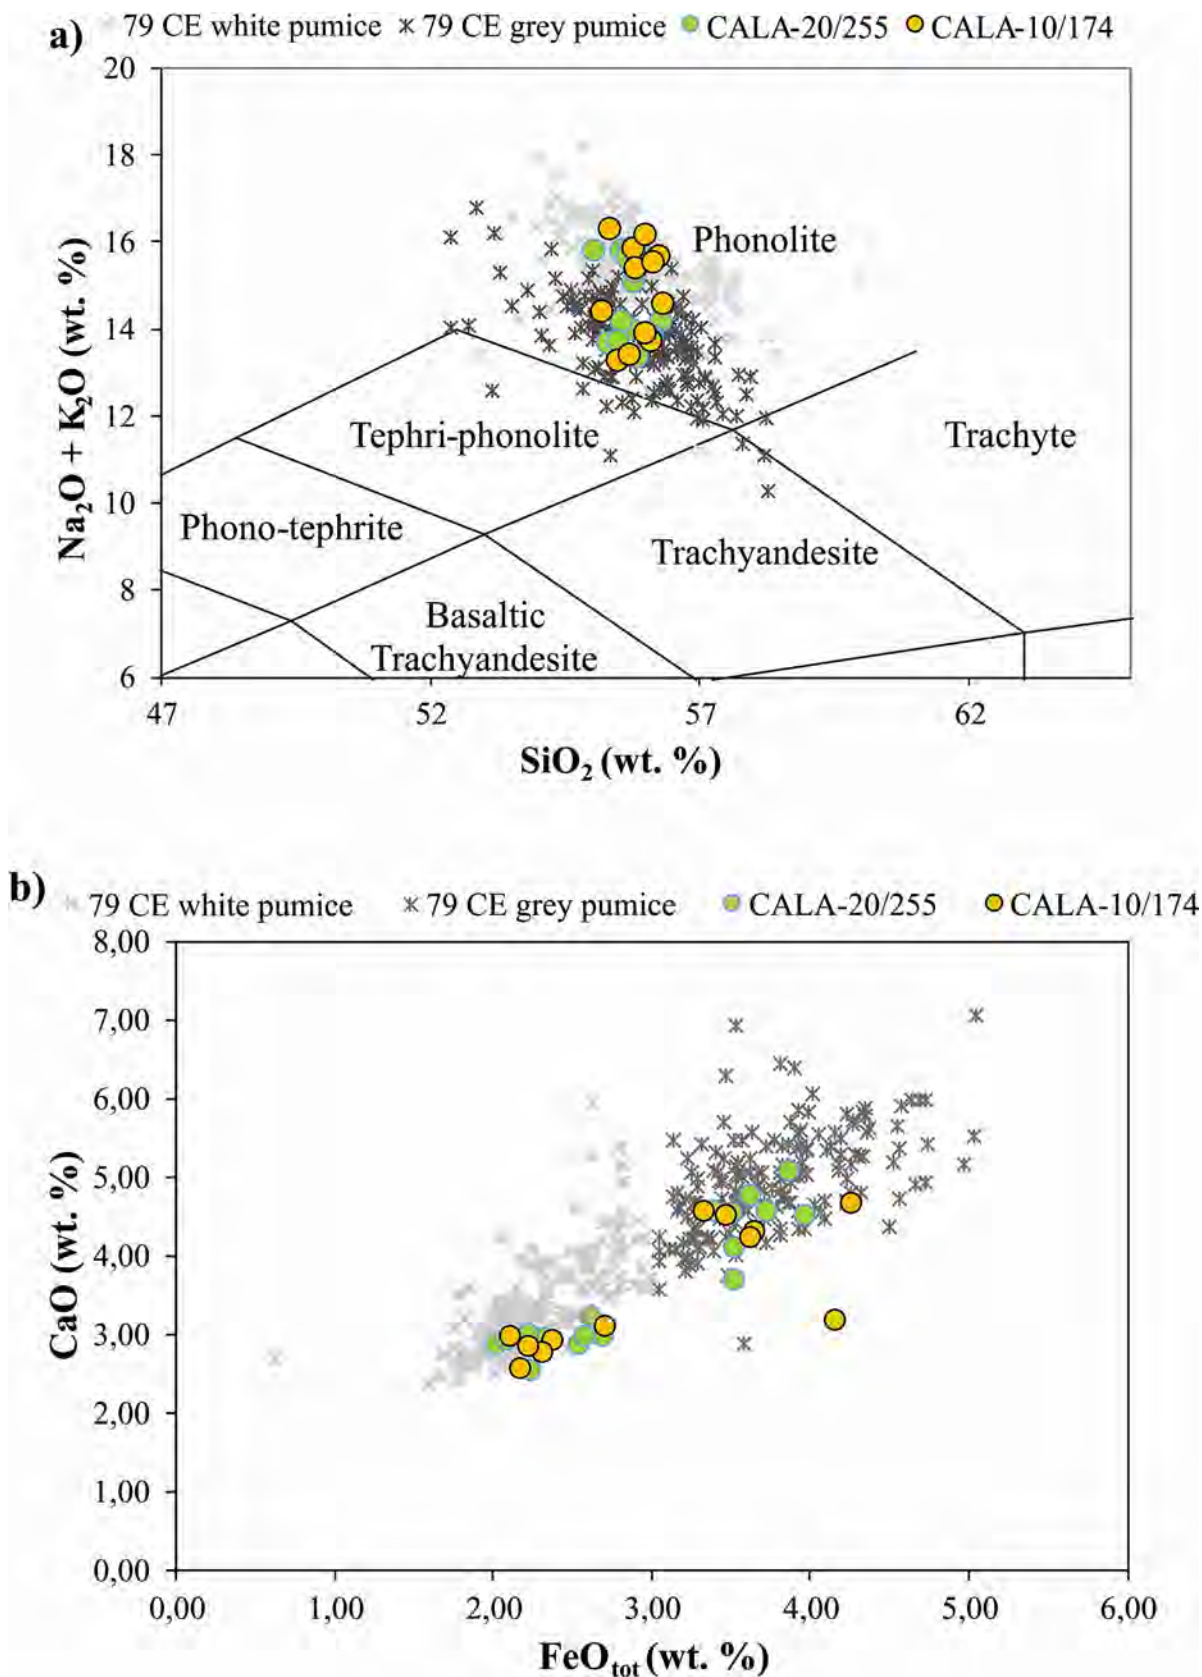 a) 79 CE white pumice 79 CE grey pumice CALA-20/255 CALA-10/174
20
18
16
14
12
10
8
6
Na₂O + K₂O (wt. %)
Phonolite
Tephri-phonolite
Trachyte
Phono-tephrite
Trachyandesite
Basaltic
Trachyandesite
47 52 57 62
SiO₂ (wt. %)
b) 79 CE white pumice 79 CE grey pumice CALA-20/255 CALA-10/174
8,00
7,00
6,00
5,00
4,00
3,00
2,00
1,00
0,00
CaO (wt. %)
0,00 1,00 2,00 3,00 4,00 5,00 6,00
FeOtot (wt. %)